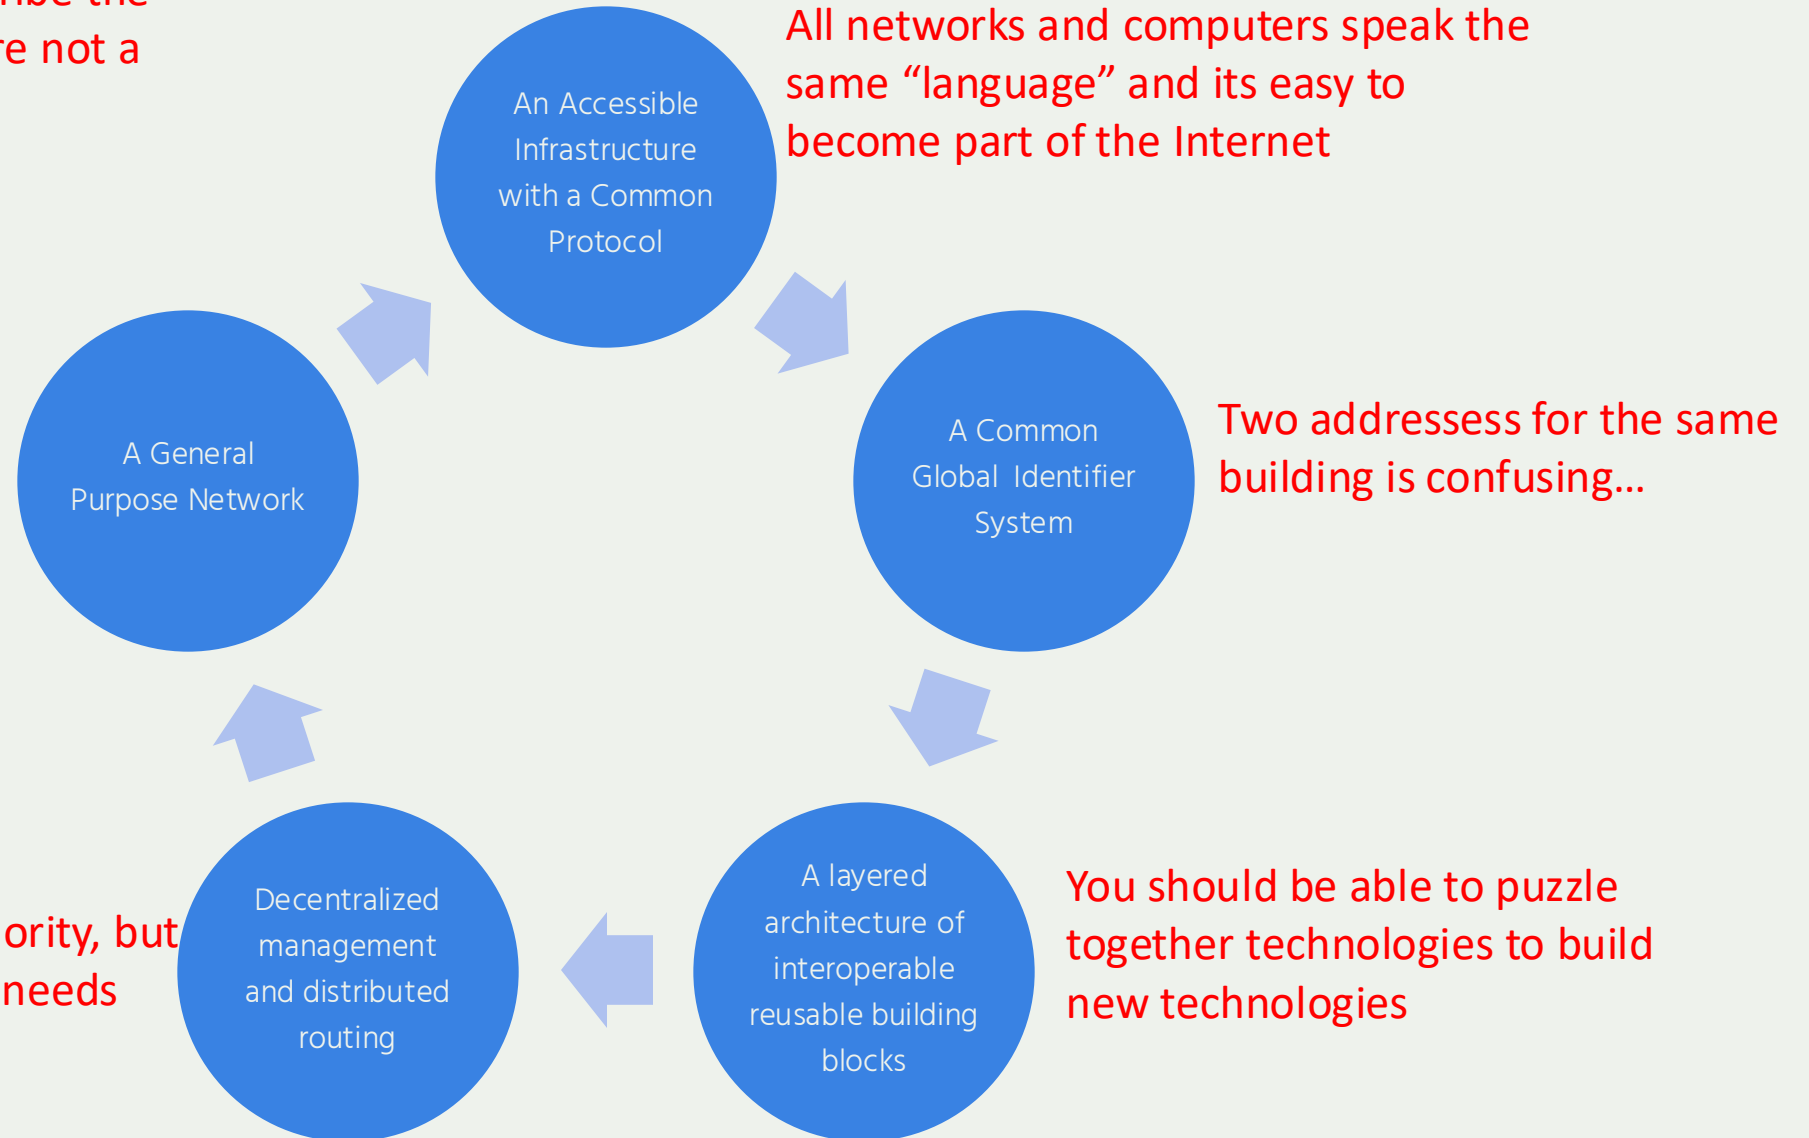 ribe the
re not a
All networks and computers speak the
same “language” and its easy to
become part of the Internet
An Accessible
Infrastructure
with a Common
Protocol
A General
Purpose Network
A Common
Global Identifier
System
Two addressess for the same
building is confusing...
Decentralized
management
and distributed
routing
ority, but
needs
A layered
architecture of
interoperable
reusable building
blocks
You should be able to puzzle
together technologies to build
new technologies